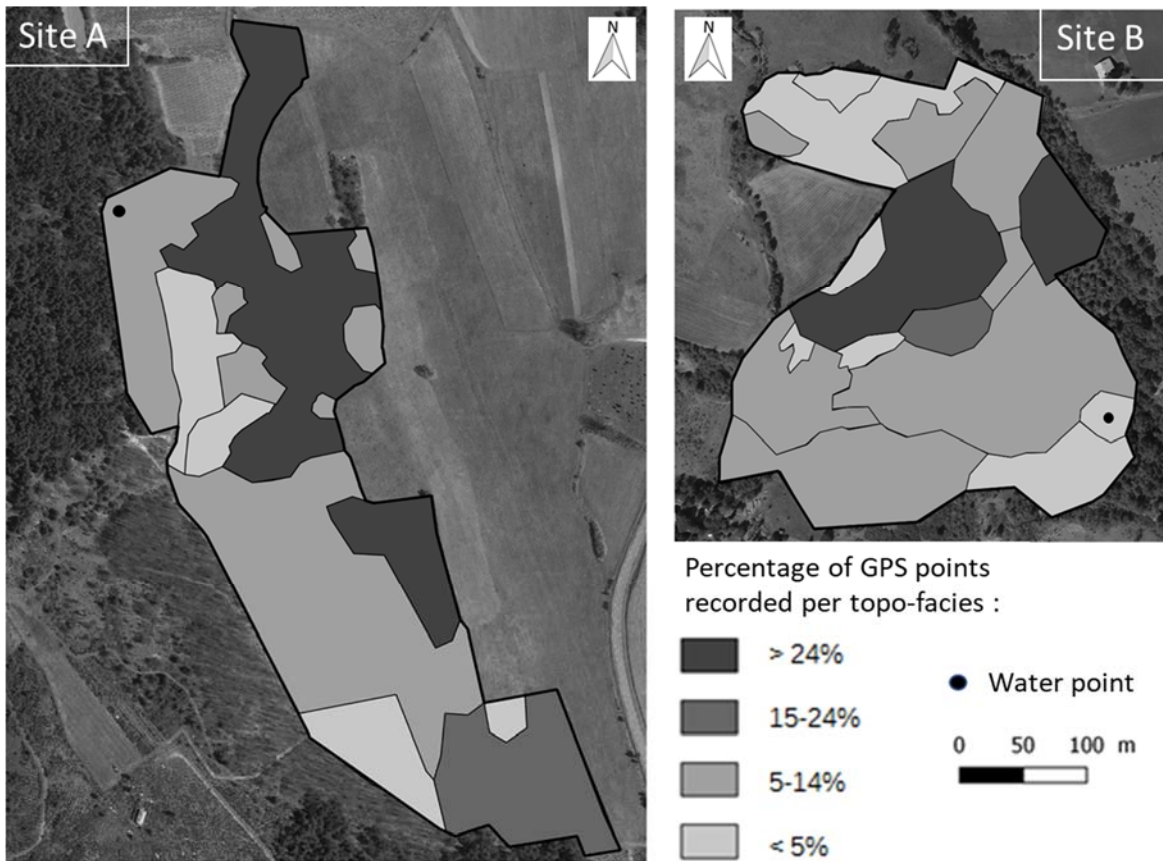 Site A
N
N
Site B
Percentage of GPS points
recorded per topo-facies :
> 24%
15-24%
5-14%
< 5%
Water point
0 50 100 m